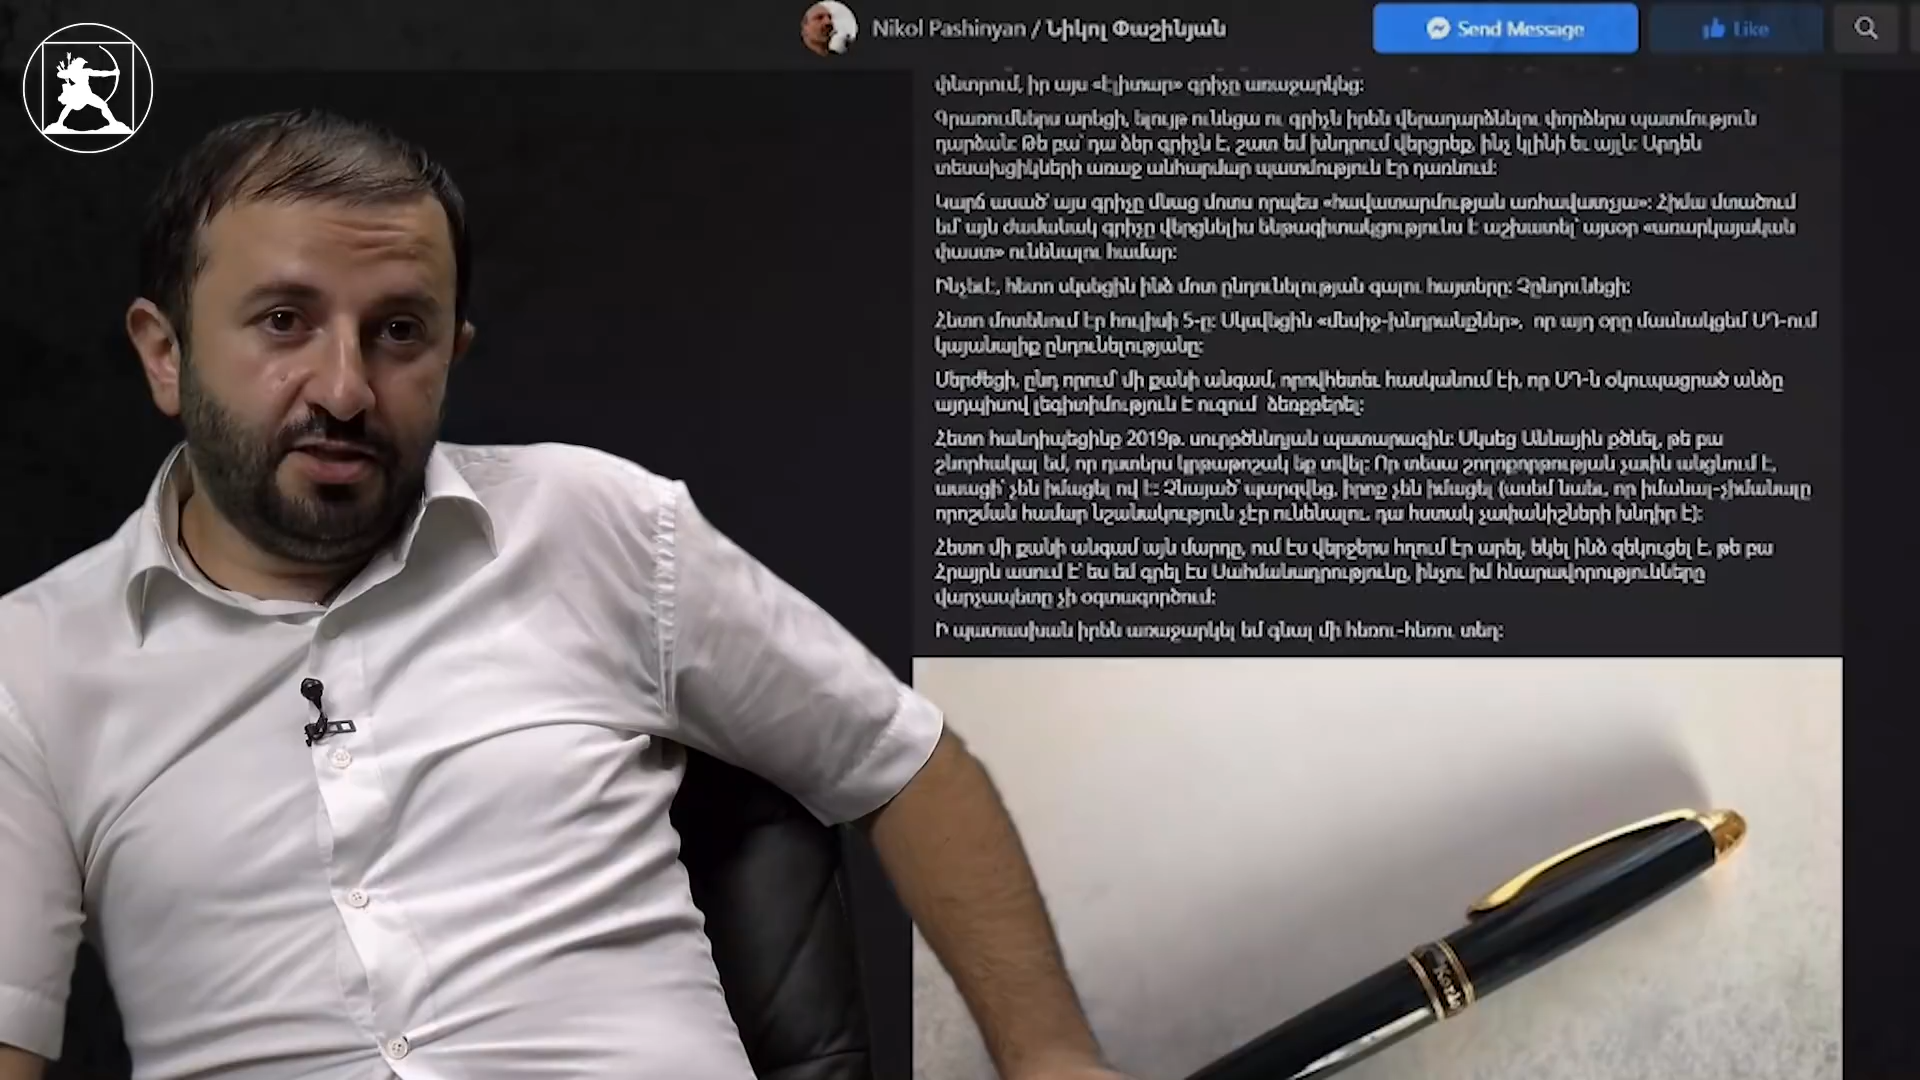 Nikol Pashinyan / Նիկոլ Փաշինյան
Send Message
Like
փնտրում, իր այս «էլիտար» գրիչը առաջարկեց:
Գրառումներս արեցի, ելույթ ունեցա ու գրիչն իրեն վերադարձնելու փորձերս պատմություն
դարձան: Թե բա՝ դա ձեր գրիչն է, շատ եմ խնդրում վերցրեք, ինչ կլինի եւ այլն: Արդեն
տեսախցիկների առաջ անհարմար պատմություն էր դառնում:
Կարճ ասած՝ այս գրիչը մնաց մոտս որպես «հավատարմության առհավատչյա»: Հիմա մտածում
եմ՝ այն ժամանակ գրիչը վերցնելիս ենթագիտակցությունս է աշխատել՝ այսօր «առարկայական
փաստ» ունենալու համար:
Ինչեւէ, հետո սկսեցին ինձ մոտ ընդունելության գալու հայտերը: Չընդունեցի:
Հետո մոտենում էր հուլիսի 5-ը: Սկսվեցին «մեսիջ-խնդրանքներ», որ այդ օրը մասնակցեմ ՍԴ-ում
կայանալիք ընդունելությանը:
Մերժեցի, ընդ որում՝ մի քանի անգամ, որովհետեւ հասկանում էի, որ ՍԴ-ն օկուպացրած անձը
այդպիսով լեգիտիմություն է ուզում ձեռքբերել:
Հետո հանդիպեցինք 2019թ. սուրբծննդյան պատարագին: Սկսեց Աննային քծնել, թե բա
շնորհակալ եմ, որ դստերս կրթաթոշակ եք տվել: Որ տեսա շողոքորթության չափն անցնում է,
ասացի՝ չեն իմացել ով է: Չնայած՝ պարզվեց, իրոք չեն իմացել (ասեմ նաեւ, որ իմանալ-չիմանալը
որոշման համար նշանակություն չէր ունենալու, դա հստակ չափանիշների խնդիր է):
Հետո մի քանի անգամ այն մարդը, ում էս վերջերս հղում էր արել, եկել ինձ զեկուցել է, թե բա
Հրայրն ասում է՝ ես եմ գրել էս Սահմանադրությունը, ինչու իմ հնարավորությունները
վարչապետը չի օգտագործում:
Ի պատասխան իրեն առաջարկել եմ գնալ մի հեռու-հեռու տեղ: